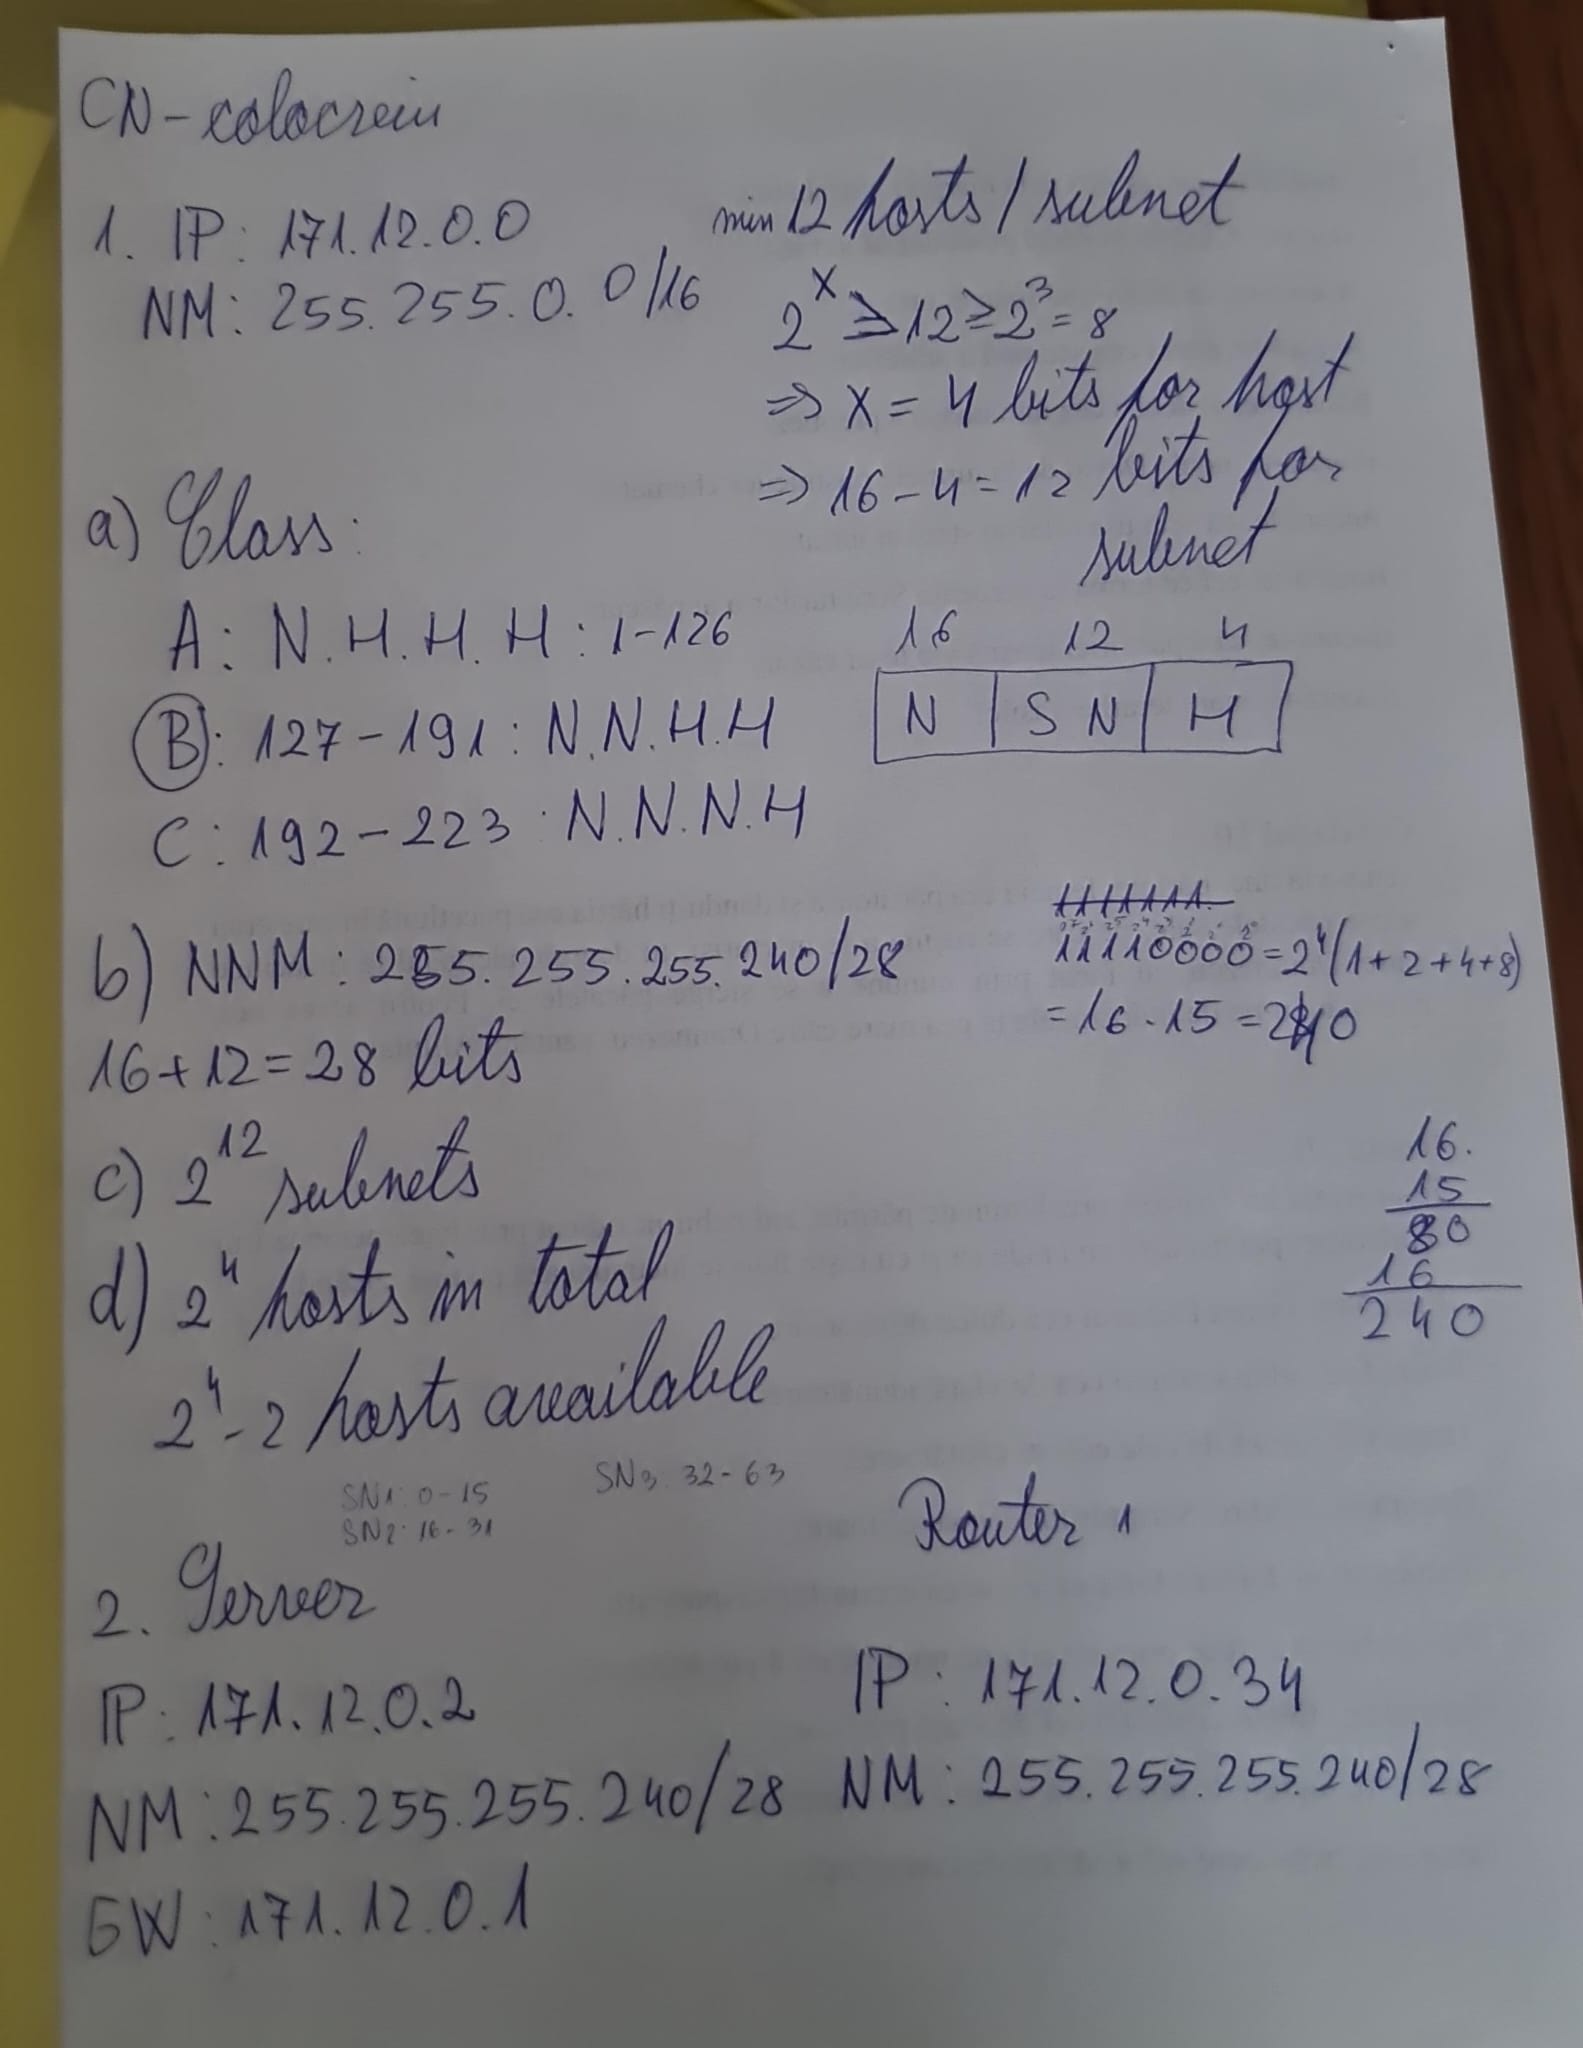 CN - colocviu
1. IP: 171.12.0.0
NM: 255.255.0.0/16
min 12 hosts / subnet
2^x ≥ 12 ≥ 2^3 = 8
⇒ x = 4 bits for host
⇒ 16 - 4 = 12 bits for
subnet
a) Class:
A: N.H.H.H: 1-126
B: 127-191: N.N.H.H
C: 192-223: N.N.N.H
16 12 4
N | S N | H
b) NNM: 255.255.255.240/28
16 + 12 = 28 bits
11110000 = 2^4(1+2+4+8)
= 16 · 15 = 240
c) 2^12 subnets
d) 2^4 hosts in total
2^4 - 2 hosts available
16.
15
80
16
240
SN1: 0-15
SN2: 16-31
SN3: 32-63
2. Server
IP: 171.12.0.2
NM: 255.255.255.240/28
GW: 171.12.0.1
Router 1
IP: 171.12.0.34
NM: 255.255.255.240/28